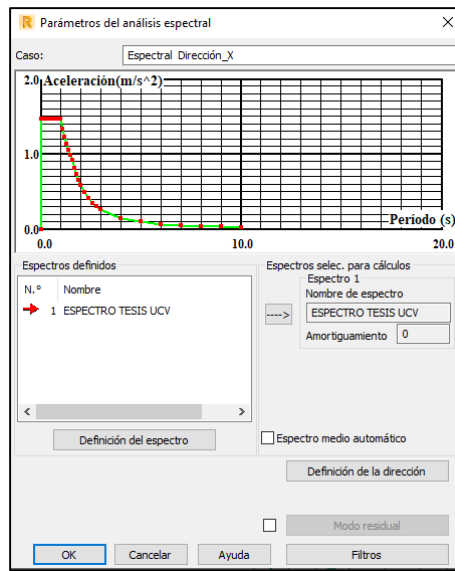 Parámetros del análisis espectral
Caso:
Espectral Dirección_X
2.0
Aceleración(m/s^2)
1.0
0.0
Período (s)
0.0
10.0
20.0
Espectros definidos
N.º Nombre
1 ESPECTRO TESIS UCV
Definición del espectro
Espectros selec. para cálculos
Espectro 1
Nombre de espectro
---->
ESPECTRO TESIS UCV
Amortiguamiento 0
Espectro medio automático
Definición de la dirección
Modo residual
OK Cancelar Ayuda Filtros